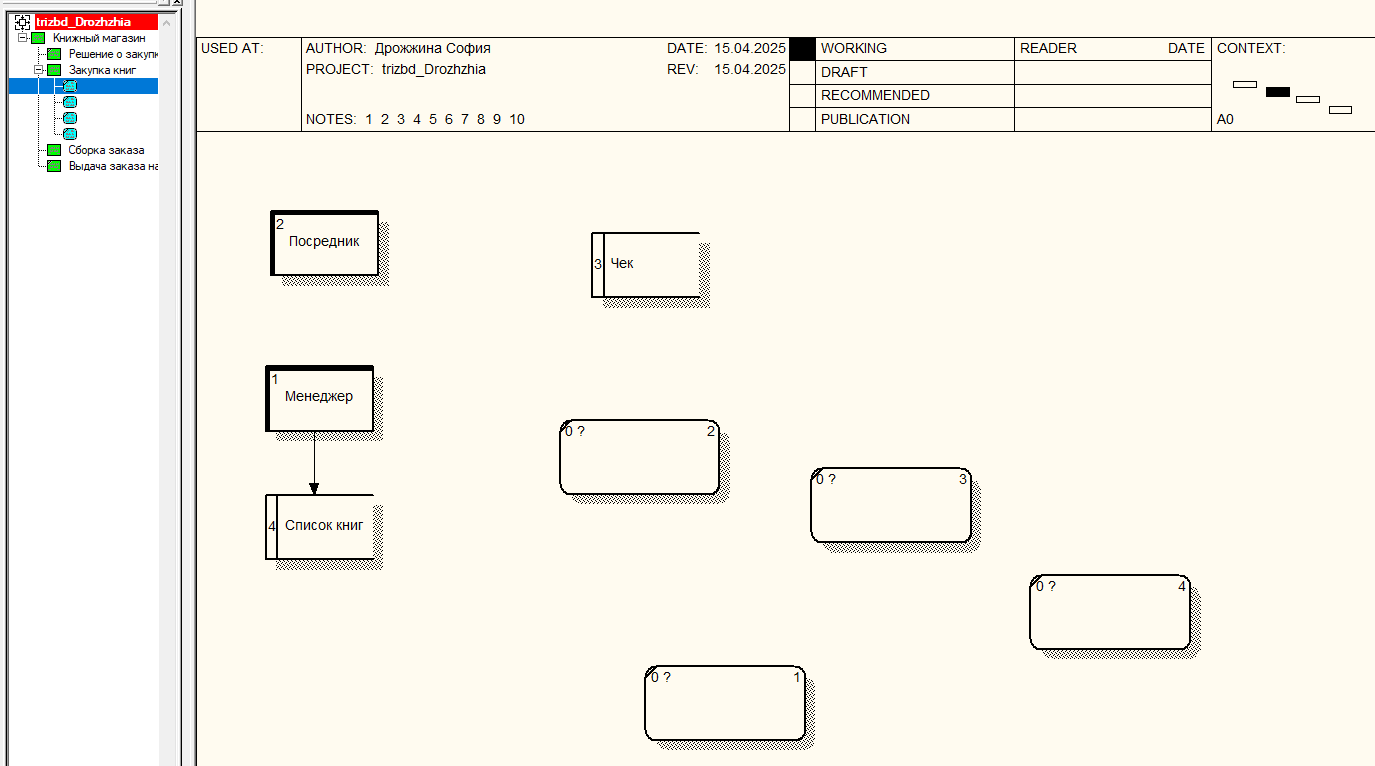 trizbd_Drozhzhia
Книжный магазин
Решение о закупк
Закупка книг
Сборка заказа
Выдача заказа на
USED AT:
AUTHOR: Дрожжина София
DATE: 15.04.2025
PROJECT: trizbd_Drozhzhia
REV: 15.04.2025
NOTES: 1 2 3 4 5 6 7 8 9 10
WORKING
DRAFT
RECOMMENDED
PUBLICATION
READER DATE
CONTEXT:
A0
2
Посредник
3 Чек
1
Менеджер
4 Список книг
0 ? 2
0 ? 3
0 ? 4
0 ? 1